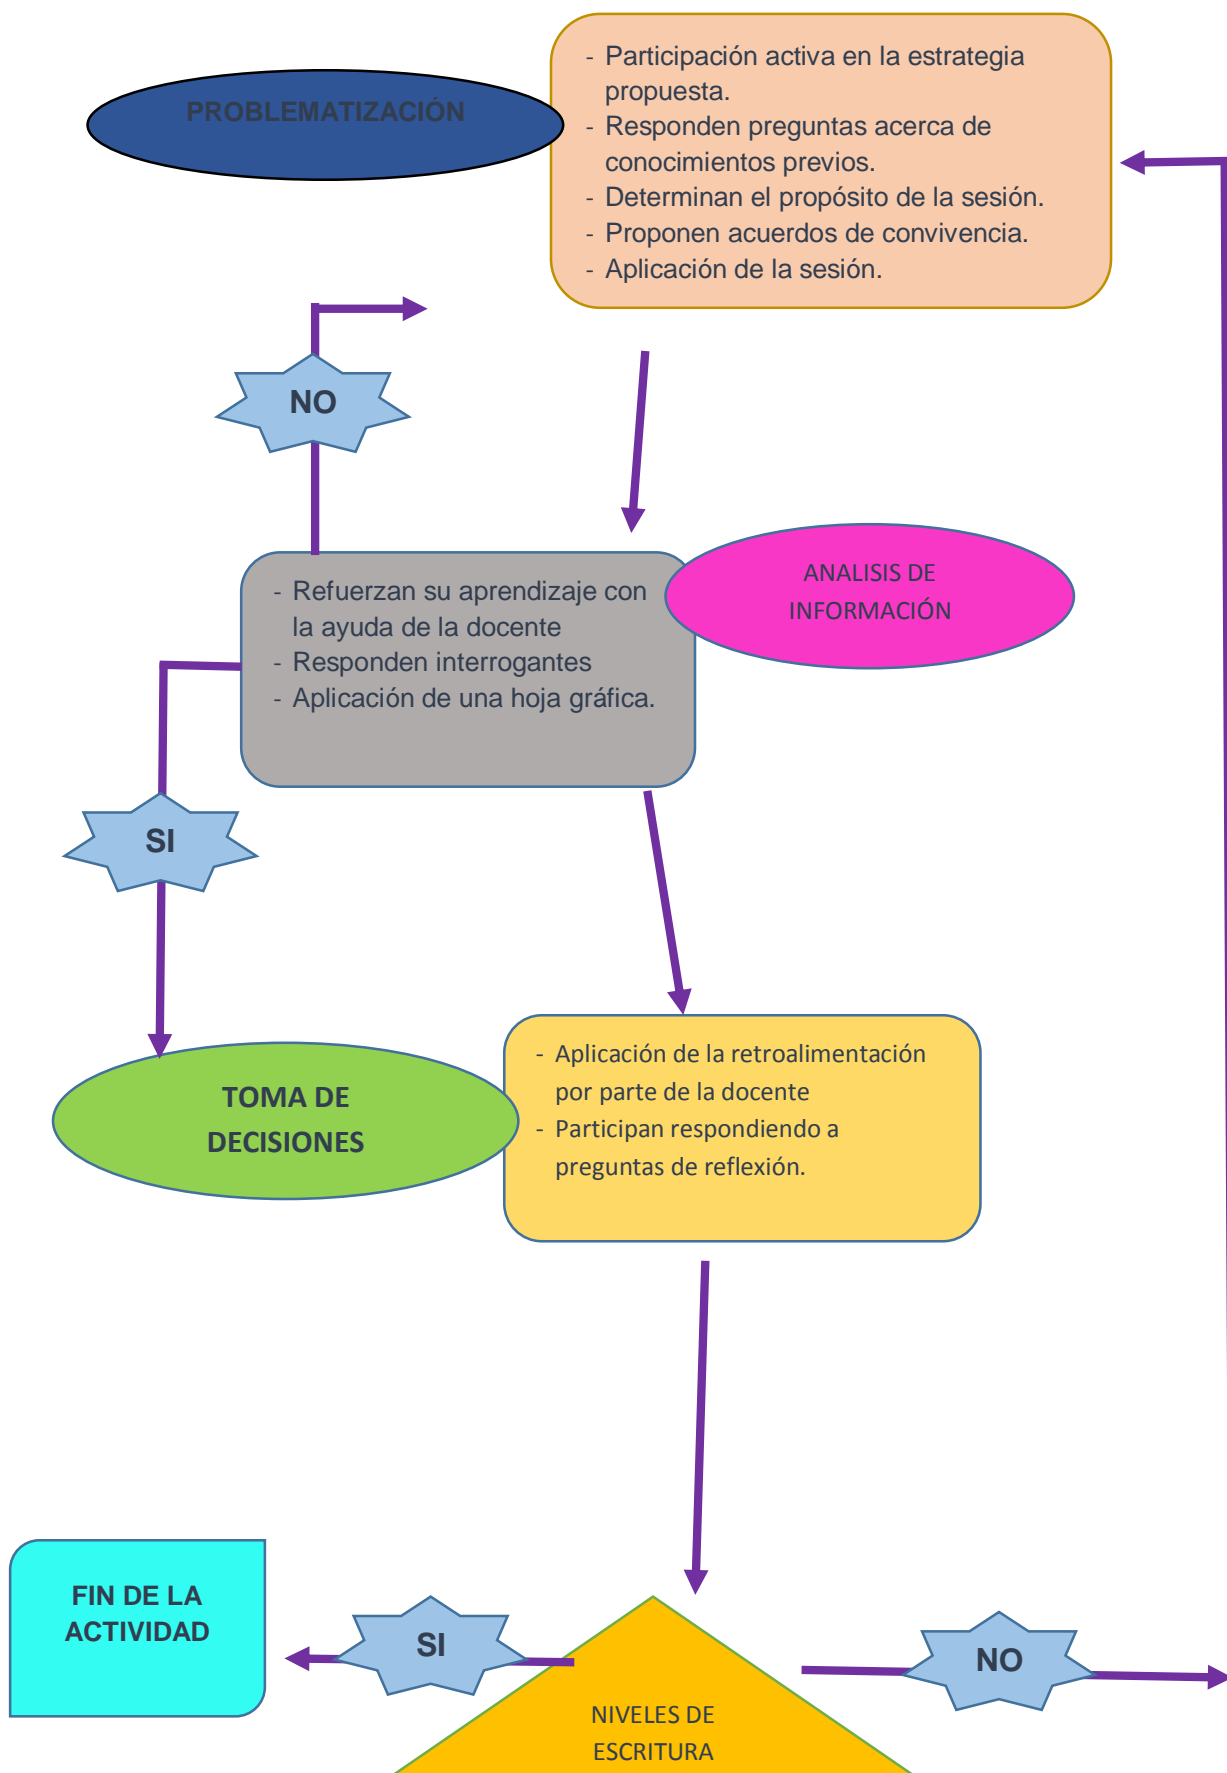 PROBLEMATIZACIÓN
- Participación activa en la estrategia
propuesta.
- Responden preguntas acerca de
conocimientos previos.
- Determinan el propósito de la sesión.
- Proponen acuerdos de convivencia.
- Aplicación de la sesión.
NO
ANALISIS DE
INFORMACIÓN
- Refuerzan su aprendizaje con
la ayuda de la docente
- Responden interrogantes
- Aplicación de una hoja gráfica.
SI
TOMA DE
DECISIONES
- Aplicación de la retroalimentación
por parte de la docente
- Participan respondiendo a
preguntas de reflexión.
FIN DE LA
ACTIVIDAD
SI
NO
NIVELES DE
ESCRITURA